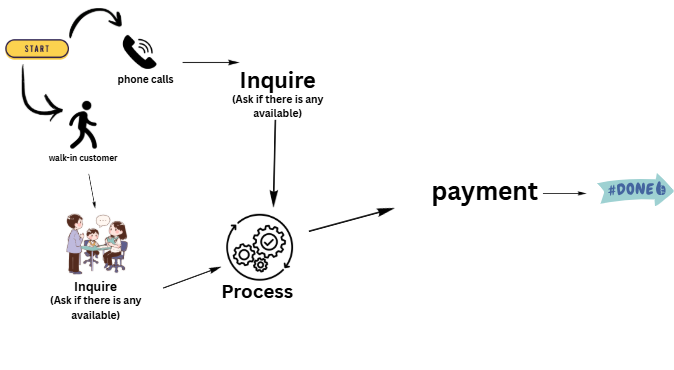 START
phone calls
Inquire
(Ask if there is any
available)
walk-in customer
Inquire
(Ask if there is any
available)
Process
payment
#DONE